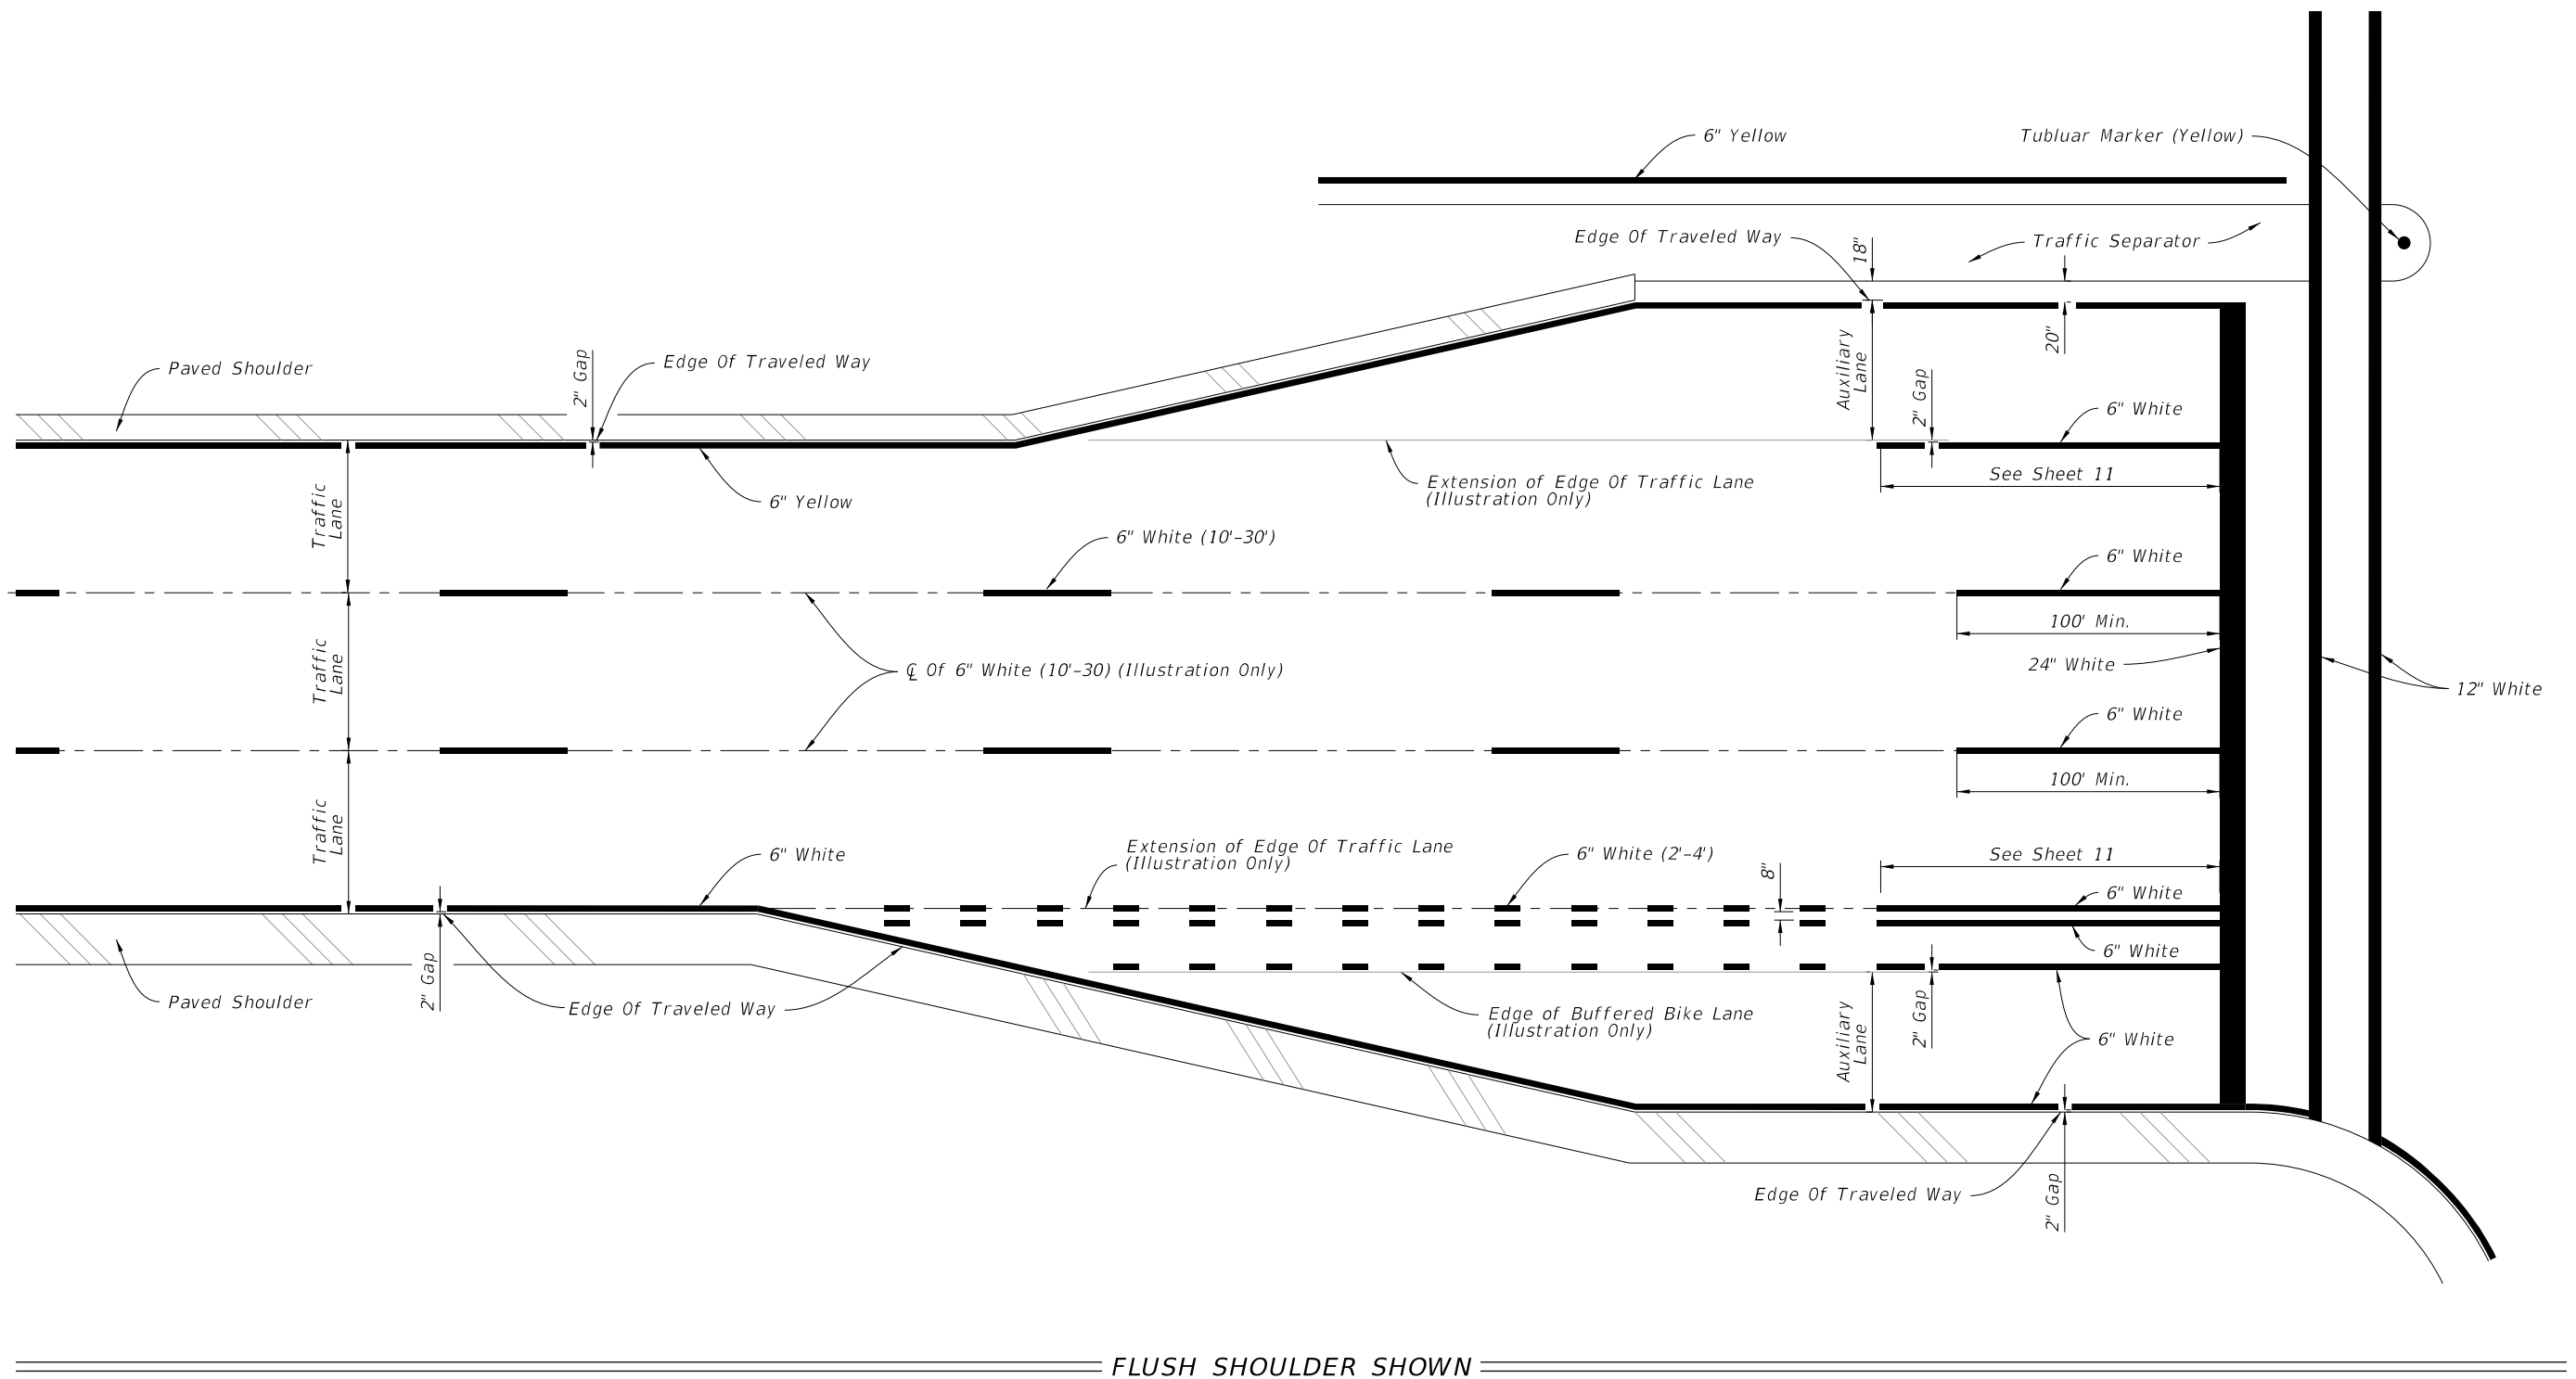 6" Yellow
Tubluar Marker (Yellow)
Edge Of Traveled Way
18"
Traffic Separator
20"
Paved Shoulder
2" Gap
Edge Of Traveled Way
Auxiliary
Lane
2" Gap
6" White
Extension of Edge Of Traffic Lane
(Illustration Only)
See Sheet 11
6" Yellow
Traffic
Lane
6" White (10'-30')
6" White
100' Min.
Traffic
Lane
℄ Of 6" White (10'-30) (Illustration Only)
24" White
12" White
6" White
100' Min.
Traffic
Lane
6" White
Extension of Edge Of Traffic Lane
(Illustration Only)
6" White (2'-4')
8"
See Sheet 11
6" White
6" White
Paved Shoulder
2" Gap
Edge Of Traveled Way
Edge of Buffered Bike Lane
(Illustration Only)
Auxiliary
Lane
2" Gap
6" White
Edge Of Traveled Way
2" Gap
FLUSH SHOULDER SHOWN